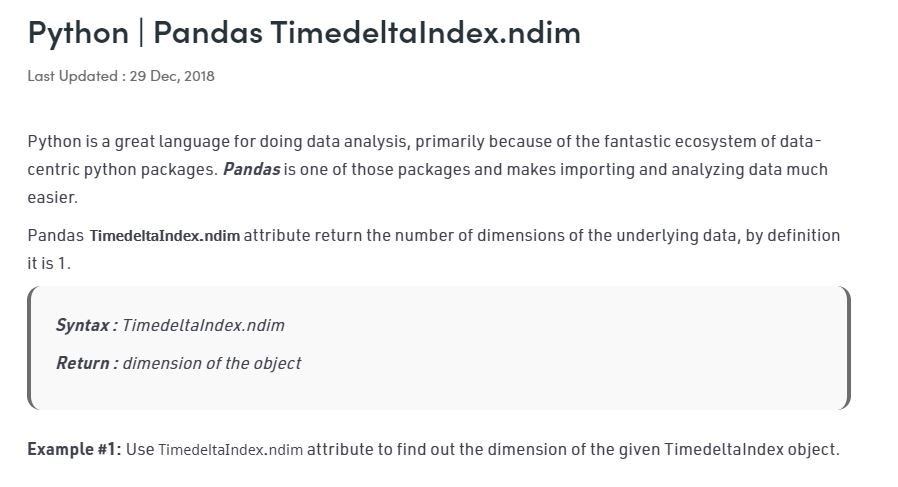 Python | Pandas TimedeltaIndex.ndim
Last Updated : 29 Dec, 2018
Python is a great language for doing data analysis, primarily because of the fantastic ecosystem of data-
centric python packages. Pandas is one of those packages and makes importing and analyzing data much
easier.
Pandas TimedeltaIndex.ndim attribute return the number of dimensions of the underlying data, by definition
it is 1.
Syntax : TimedeltaIndex.ndim
Return : dimension of the object
Example #1: Use TimedeltaIndex.ndim attribute to find out the dimension of the given TimedeltaIndex object.